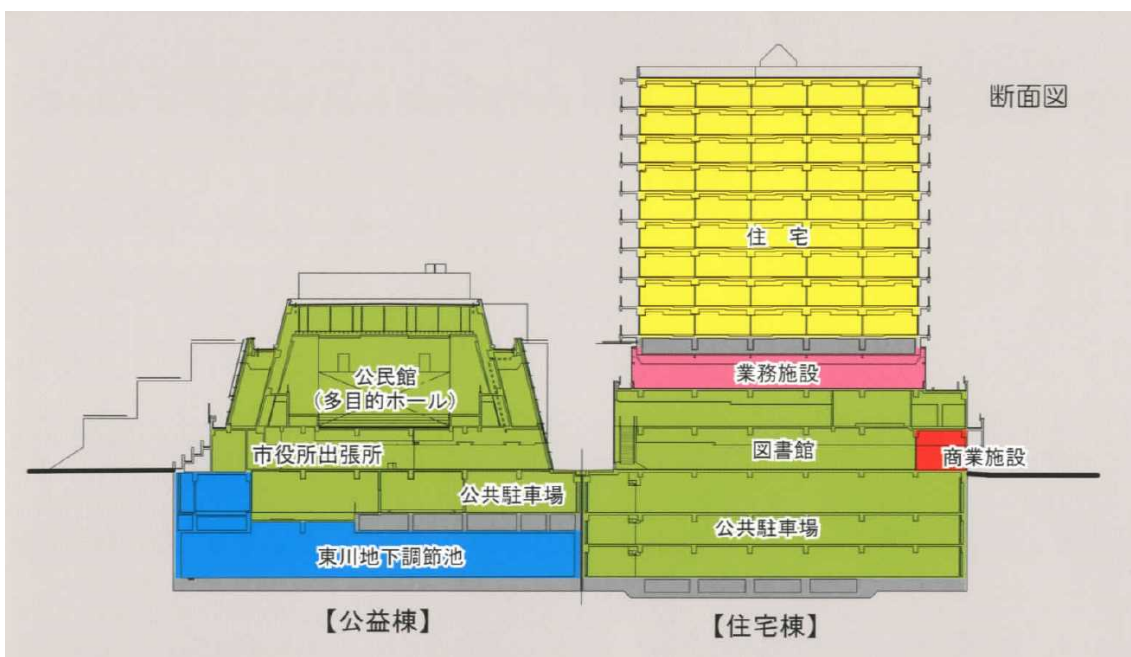 断面図
住 宅
業務施設
公民館
(多目的ホール)
市役所出張所
図書館
商業施設
公共駐車場
公共駐車場
東川地下調節池
【公益棟】
【住宅棟】